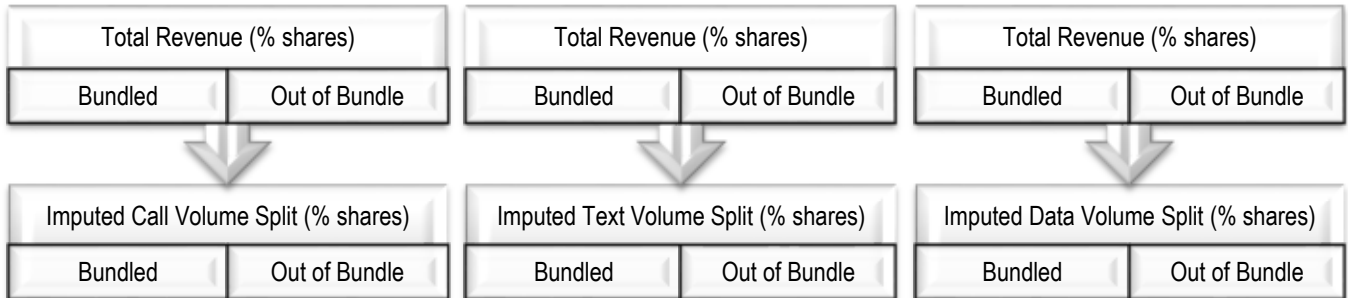 Total Revenue (% shares)
Bundled Out of Bundle
Imputed Call Volume Split (% shares)
Bundled Out of Bundle
Total Revenue (% shares)
Bundled Out of Bundle
Imputed Text Volume Split (% shares)
Bundled Out of Bundle
Total Revenue (% shares)
Bundled Out of Bundle
Imputed Data Volume Split (% shares)
Bundled Out of Bundle